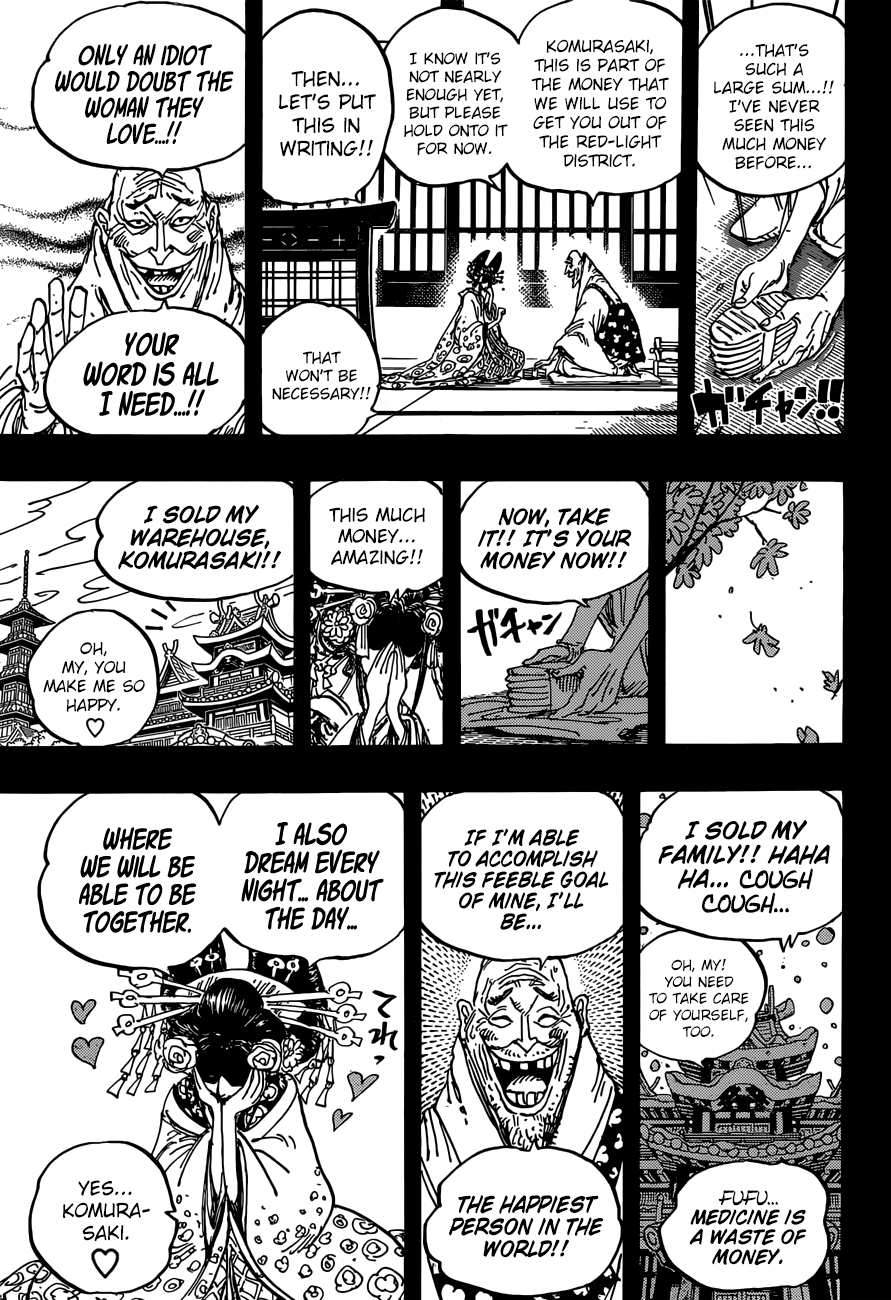 ...THAT'S
SUCH A
LARGE SUM...!!
I'VE NEVER
SEEN THIS
MUCH MONEY
BEFORE...
ガチャン!!
KOMURASAKI,
THIS IS PART
OF THE MONEY THAT
WE WILL USE TO
GET YOU OUT OF
THE RED-LIGHT
DISTRICT.
I KNOW IT'S
NOT NEARLY
ENOUGH YET,
BUT PLEASE
HOLD ONTO IT
FOR NOW.
THEN...
LET'S PUT
THIS IN
WRITING!!
THAT
WON'T BE
NECESSARY!!
ONLY AN IDIOT
WOULD DOUBT THE
WOMAN THEY
LOVE...!!
YOUR
WORD IS ALL
I NEED...!!
NOW, TAKE
IT!! IT'S YOUR
MONEY NOW!!
ガチャン
THIS MUCH
MONEY...
AMAZING!!
I SOLD MY
WAREHOUSE,
KOMURASAKI!!
OH,
MY, YOU
MAKE ME SO
HAPPY.
♡
I SOLD MY
FAMILY!! HAHA
HA... COUGH
COUGH...
OH, MY!
YOU NEED
TO TAKE CARE
OF YOURSELF,
TOO.
FUFU...
MEDICINE IS
A WASTE OF
MONEY.
IF I'M ABLE
TO ACCOMPLISH
THIS FEEBLE GOAL
OF MINE, I'LL
BE...
THE HAPPIEST
PERSON IN THE
WORLD!!
I ALSO
DREAM EVERY
NIGHT... ABOUT
THE DAY...
WHERE
WE WILL BE
ABLE TO BE
TOGETHER.
てれっ
YES...
KOMURA-
SAKI.
♡